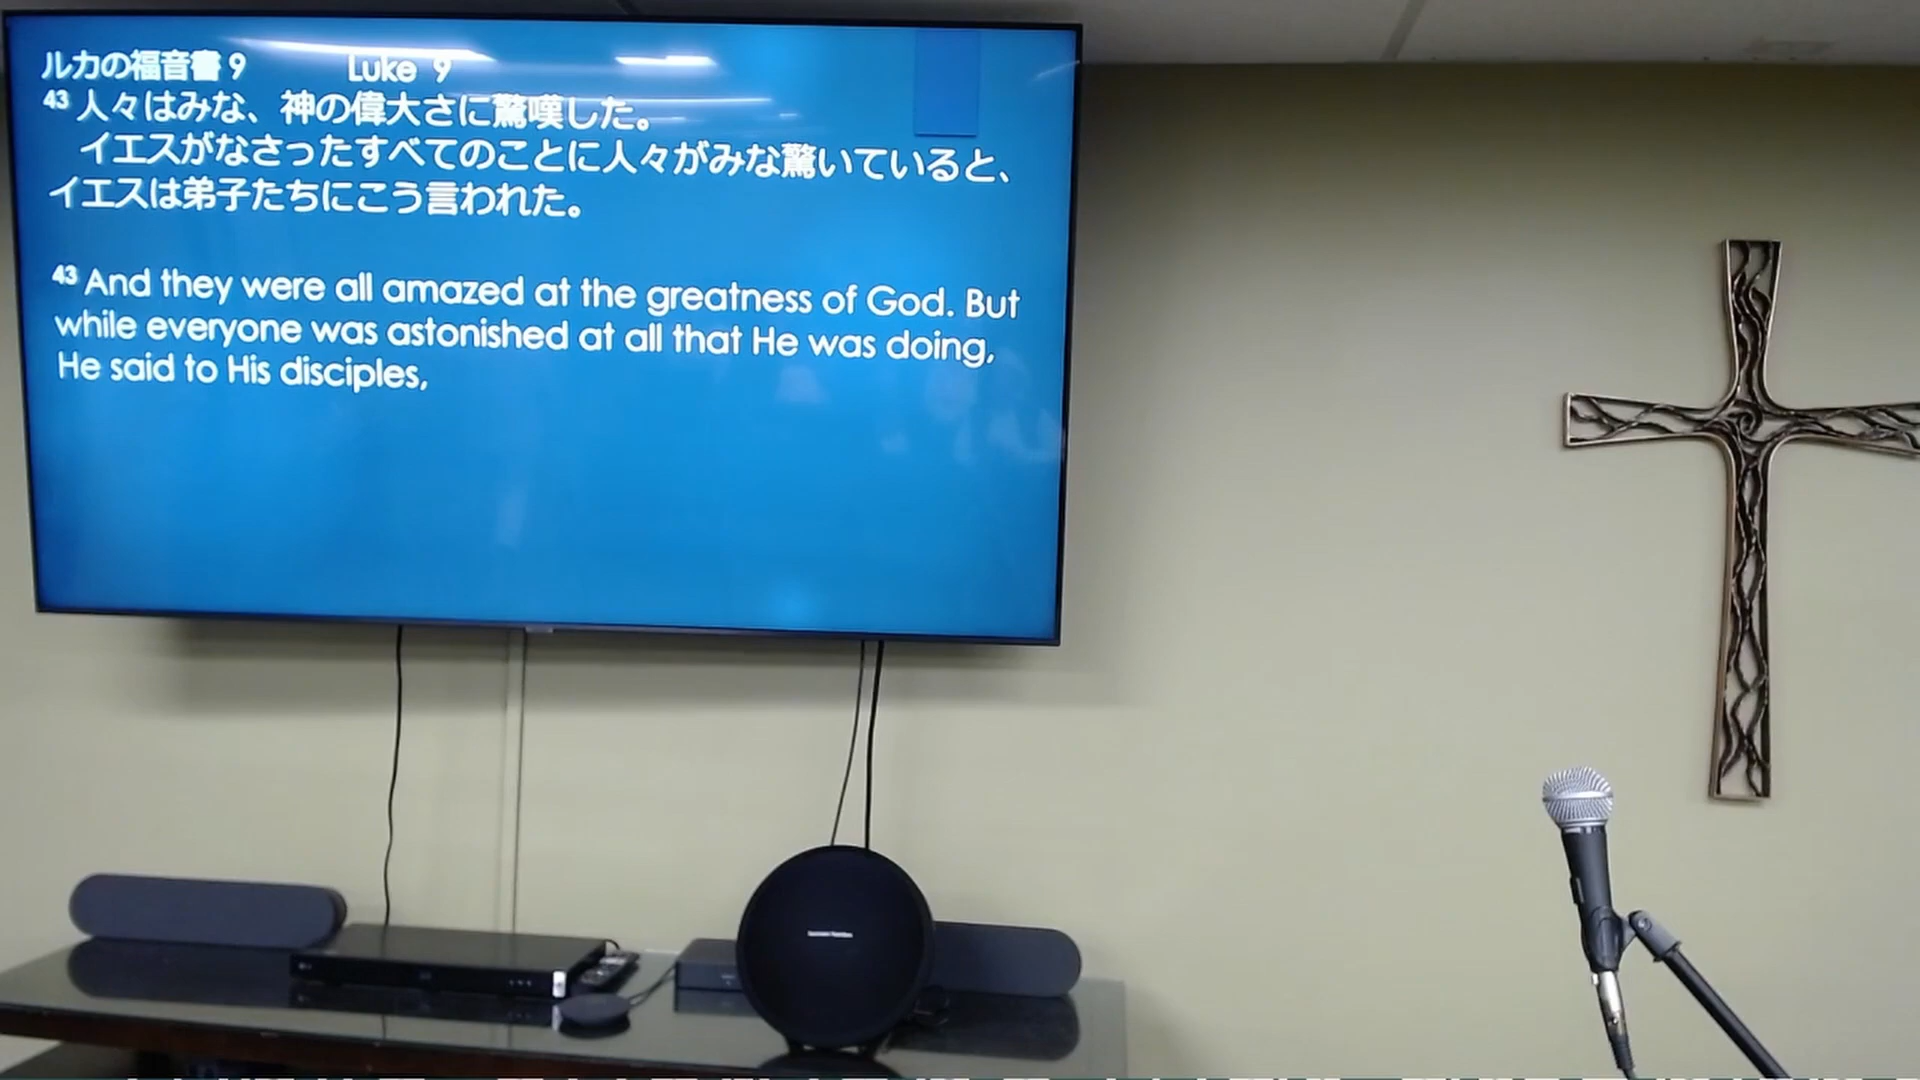 ルカの福音書 9 Luke 9
43 人々はみな、神の偉大さに驚嘆した。
イエスがなさったすべてのことに人々がみな驚いていると、
イエスは弟子たちにこう言われた。
43 And they were all amazed at the greatness of God. But
while everyone was astonished at all that He was doing,
He said to His disciples,
harman/kardon